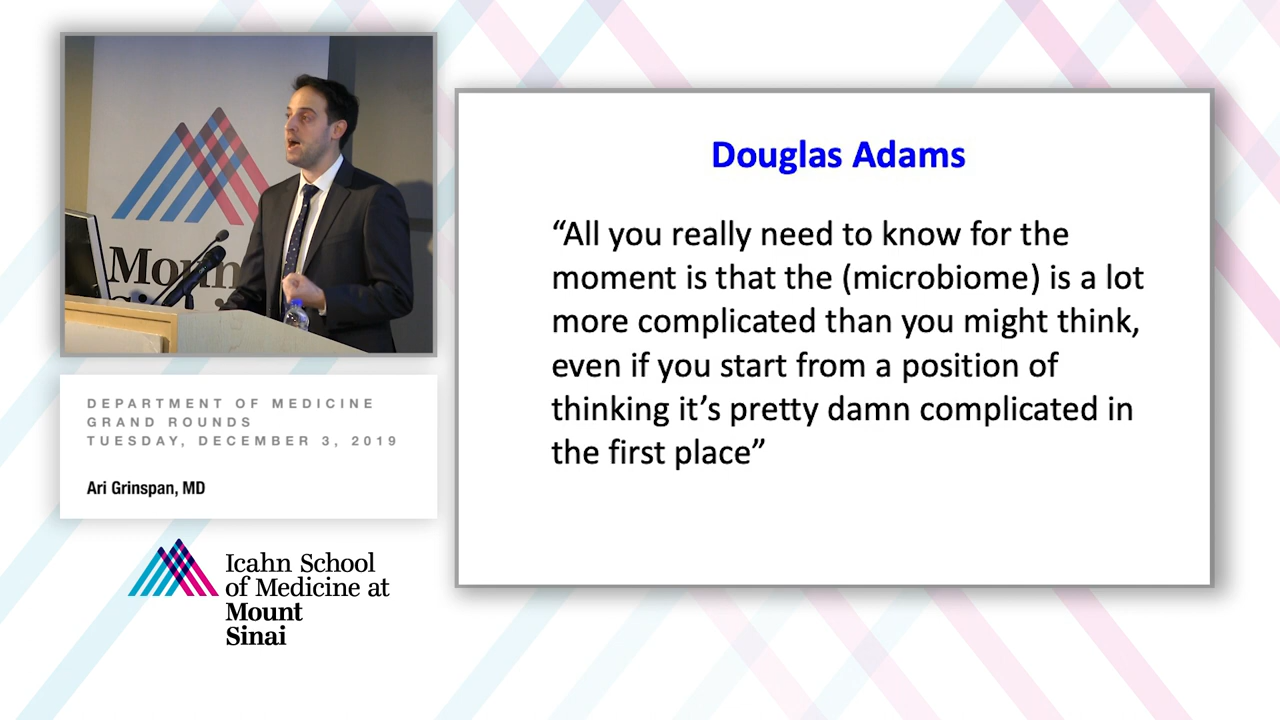 Moun
DEPARTMENT OF MEDICINE
GRAND ROUNDS
TUESDAY, DECEMBER 3, 2019
Ari Grinspan, MD
Icahn School
of Medicine at
Mount
Sinai
Douglas Adams
“All you really need to know for the
moment is that the (microbiome) is a lot
more complicated than you might think,
even if you start from a position of
thinking it’s pretty damn complicated in
the first place”